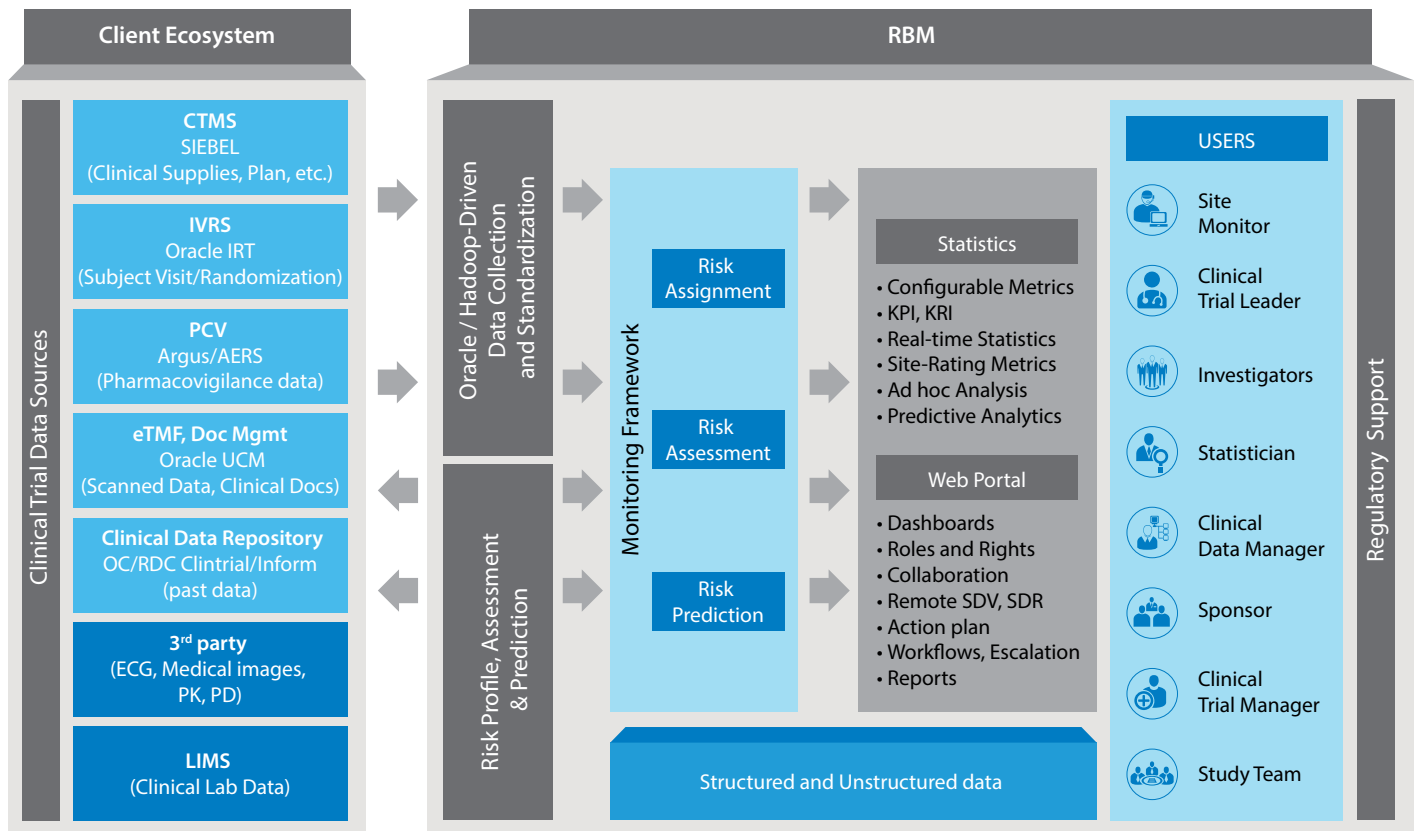 Client Ecosystem
Clinical Trial Data Sources
CTMS
SIEBEL
(Clinical Supplies, Plan, etc.)
IVRS
Oracle IRT
(Subject Visit/Randomization)
PCV
Argus/AERS
(Pharmacovigilance data)
eTMF, Doc Mgmt
Oracle UCM
(Scanned Data, Clinical Docs)
Clinical Data Repository
OC/RDC Clintrial/Inform
(past data)
3rd party
(ECG, Medical images,
PK, PD)
LIMS
(Clinical Lab Data)
RBM
Oracle / Hadoop-Driven
Data Collection
and Standardization
Risk Profile, Assessment
& Prediction
Monitoring Framework
Risk
Assignment
Risk
Assessment
Risk
Prediction
Statistics
• Configurable Metrics
• KPI, KRI
• Real-time Statistics
• Site-Rating Metrics
• Ad hoc Analysis
• Predictive Analytics
Web Portal
• Dashboards
• Roles and Rights
• Collaboration
• Remote SDV, SDR
• Action plan
• Workflows, Escalation
• Reports
Structured and Unstructured data
USERS
Site
Monitor
Clinical
Trial Leader
Investigators
Statistician
Clinical
Data Manager
Sponsor
Clinical
Trial Manager
Study Team
Regulatory Support